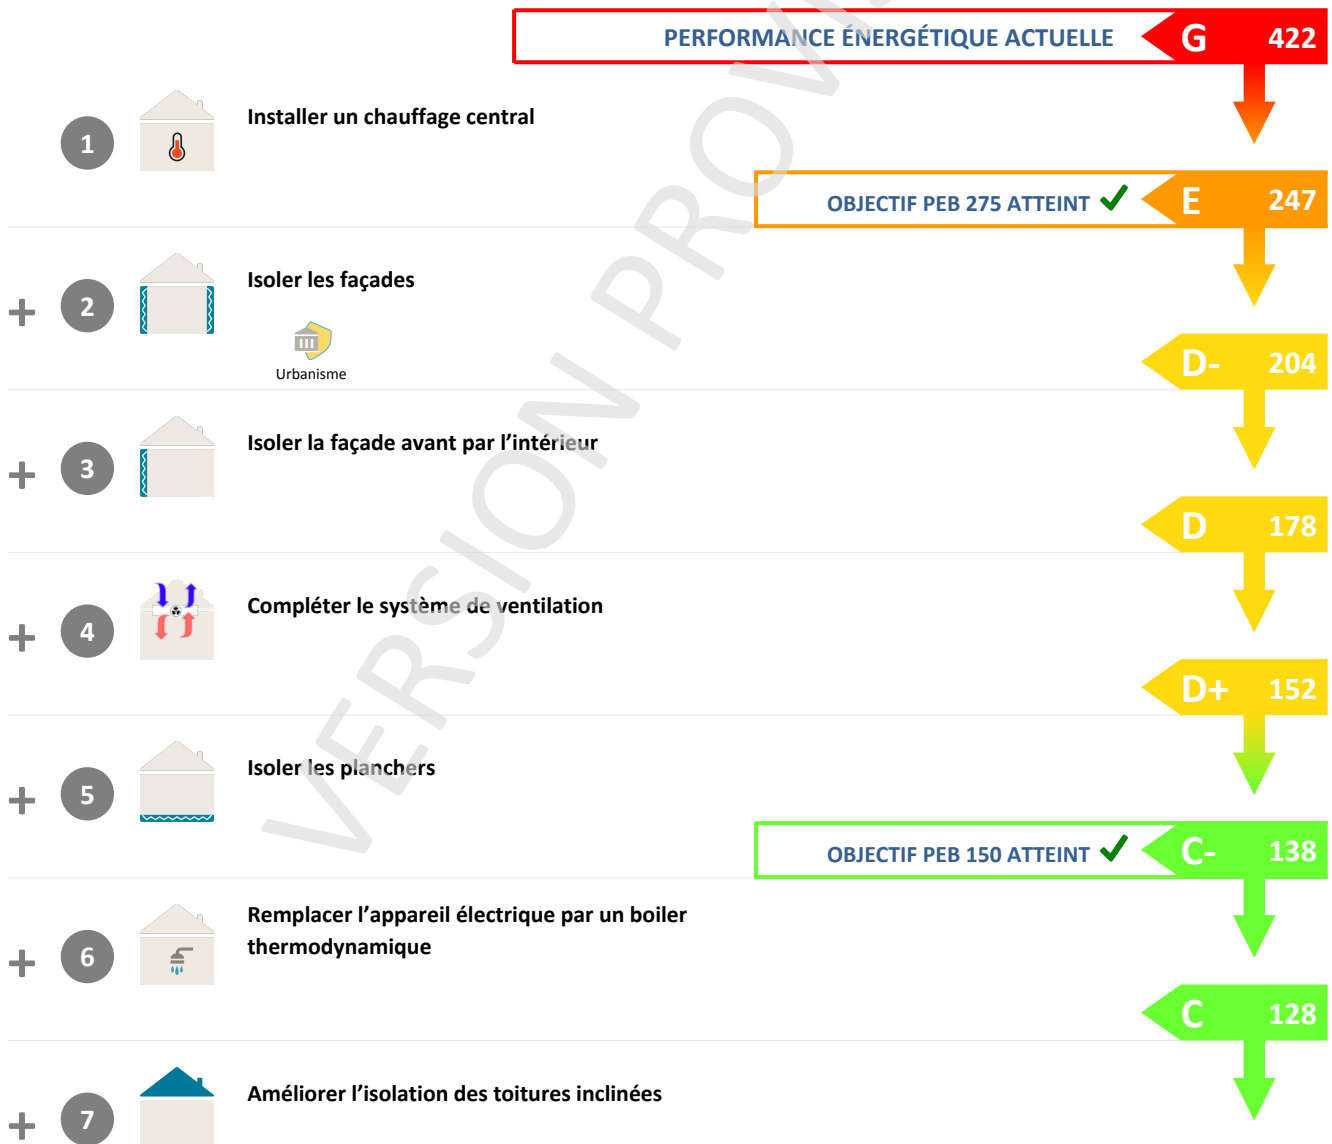 PERFORMANCE ÉNERGÉTIQUE ACTUELLE G 422
1 Installer un chauffage central
OBJECTIF PEB 275 ATTEINT ✔ E 247
+ 2 Isoler les façades
Urbanisme
D- 204
+ 3 Isoler la façade avant par l'intérieur
D 178
+ 4 Compléter le système de ventilation
D+ 152
+ 5 Isoler les planchers
OBJECTIF PEB 150 ATTEINT ✔ C- 138
+ 6 Remplacer l'appareil électrique par un boiler
thermodynamique
C 128
+ 7 Améliorer l'isolation des toitures inclinées
VERSION PROVIS